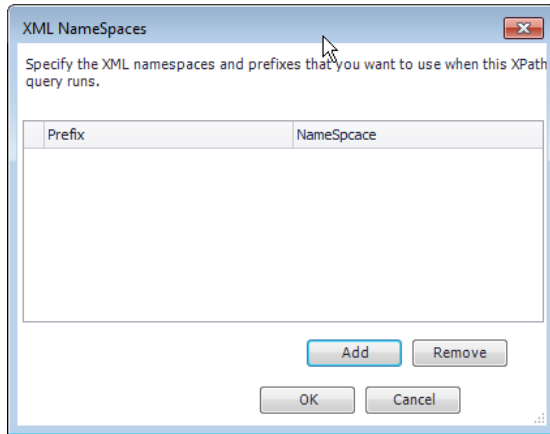 XML NameSpaces
Specify the XML namespaces and prefixes that you want to use when this XPath
query runs.
Prefix NameSpcace
Add Remove
OK Cancel